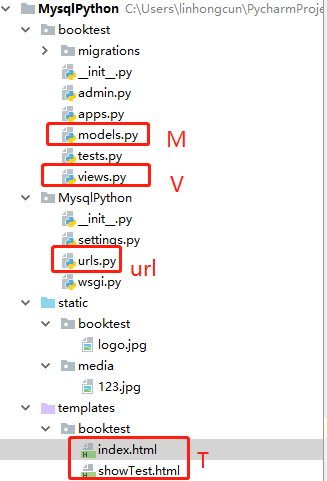 MysqlPython C:\Users\linhongcun\PycharmProje
booktest
migrations
__init__.py
admin.py
apps.py
models.py M
tests.py
views.py V
MysqlPython
__init__.py
settings.py
urls.py url
wsgi.py
static
booktest
logo.jpg
media
123.jpg
templates
booktest
index.html
showTest.html T